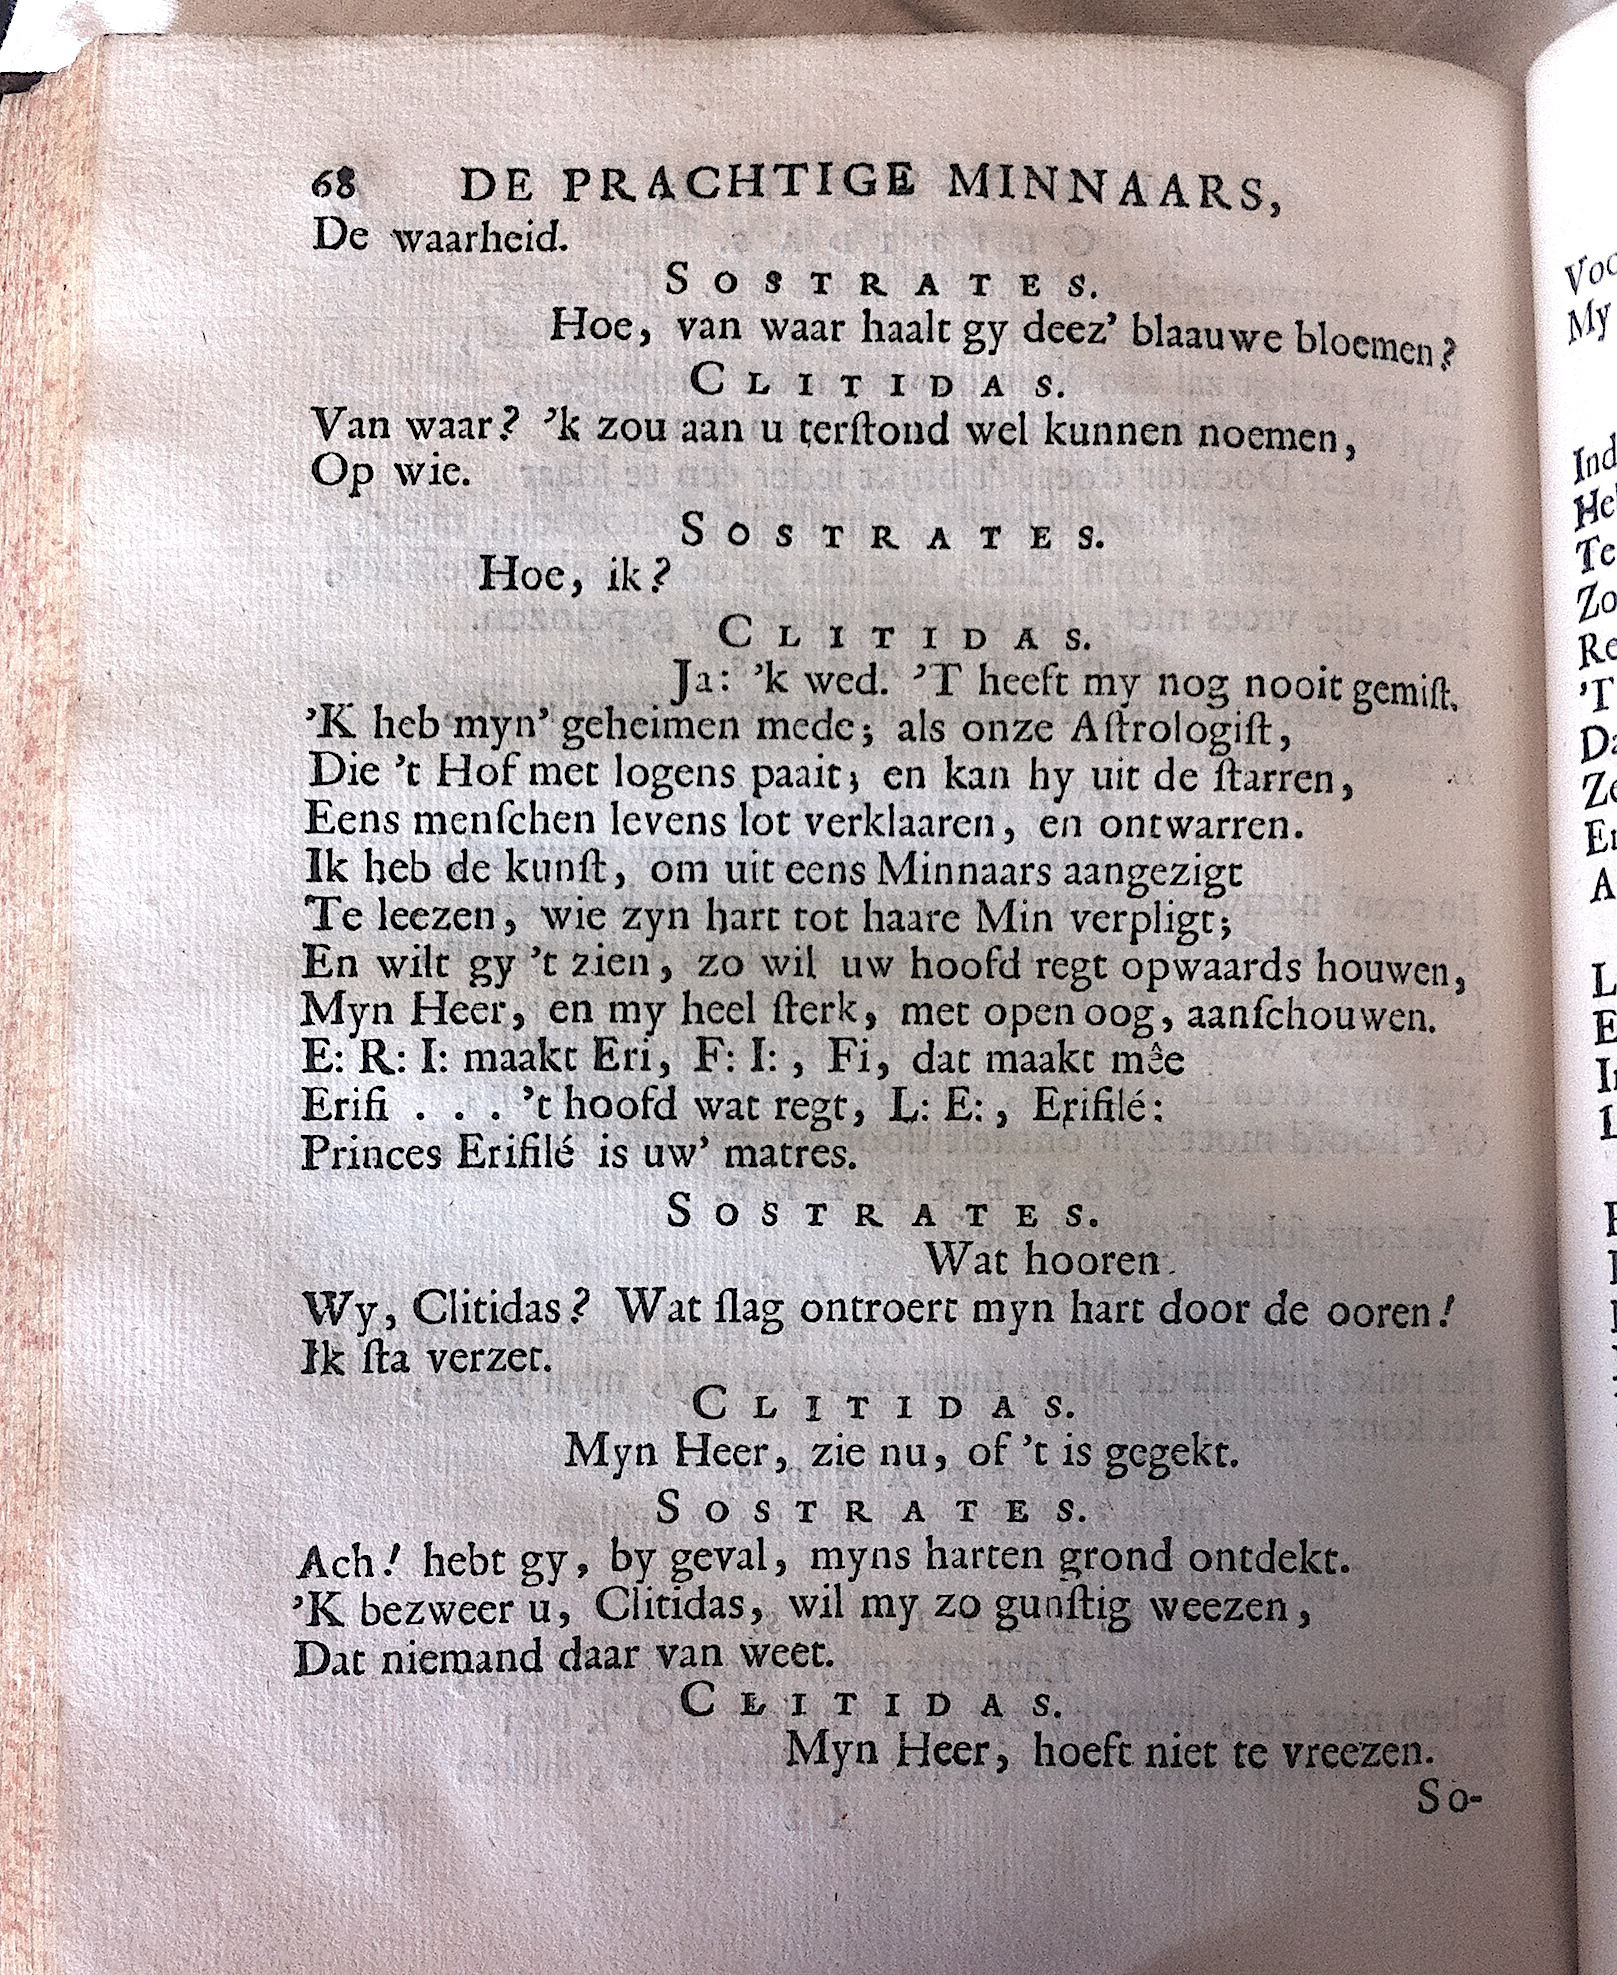 68 DE PRACHTIGE MINNAARS,
De waarheid.
SOSTRATES.
Hoe, van waar haalt gy deez’ blaauwe bloemen?
CLITIDAS.
Van waar? ’k zou aan u terſtond wel kunnen noemen,
Op wie.
SOSTRATES.
Hoe, ik?
CLITIDAS.
Ja: ’k wed. ’T heeft my nog nooit gemiſt.
’K heb myn’ geheimen mede; als onze Aſtrologiſt,
Die ’t Hof met logens paait; en kan hy uit de ſtarren,
Eens menſchen levens lot verklaaren, en ontwarren.
Ik heb de kunſt, om uit eens Minnaars aangezigt
Te leezen, wie zyn hart tot haare Min verpligt;
En wilt gy ’t zien, zo wil uw hoofd regt opwaards houwen,
Myn Heer, en my heel ſterk, met open oog, aanſchouwen.
E: R: I: maakt Eri, F: I: , Fi, dat maakt mêe
Erifi . . . ’t hoofd wat regt, L: E: , Erifilé:
Princes Erifilé is uw’ matres.
SOSTRATES.
Wat hooren
Wy, Clitidas? Wat ſlag ontroert myn hart door de ooren!
Ik ſta verzet.
CLITIDAS.
Myn Heer, zie nu, of ’t is gegekt.
SOSTRATES.
Ach! hebt gy, by geval, myns harten grond ontdekt.
’K bezweer u, Clitidas, wil my zo gunſtig weezen,
Dat niemand daar van weet.
CLITIDAS.
Myn Heer, hoeft niet te vreezen.
So-
Voo
My
Ind
He
Te
Zo
Re
’T
Da
Ze
A
L
E